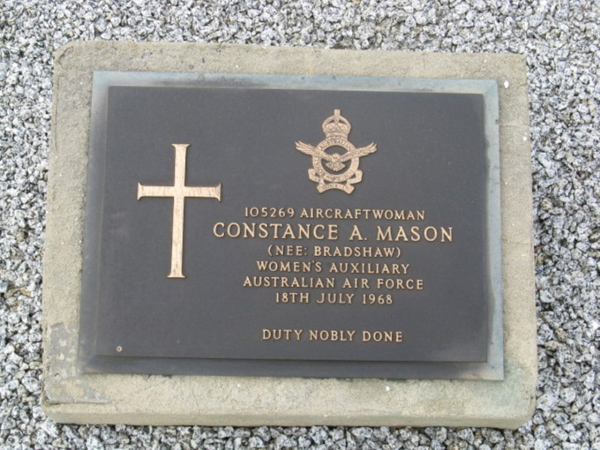 105269 AIRCRAFTWOMAN
CONSTANCE A. MASON
(NEE: BRADSHAW)
WOMEN'S AUXILIARY
AUSTRALIAN AIR FORCE
18TH JULY 1968
DUTY NOBLY DONE